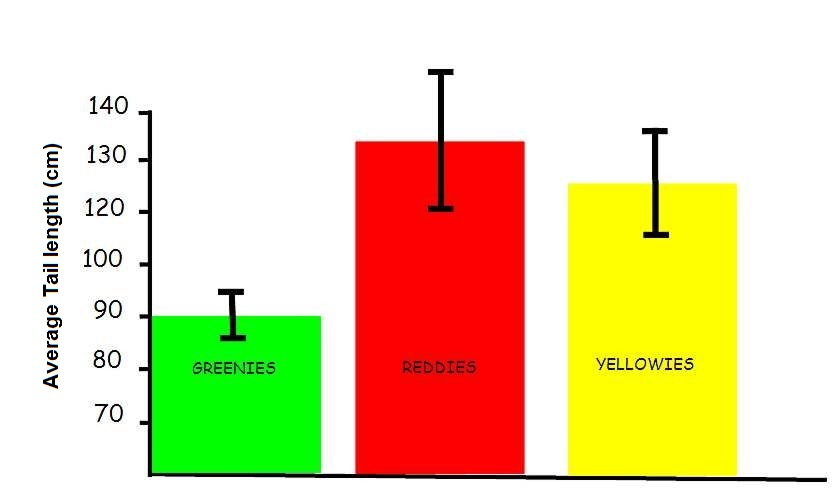 Average Tail length (cm)
140
130
120
100
90
80
70
GREENIES
REDDIES
YELLOWIES